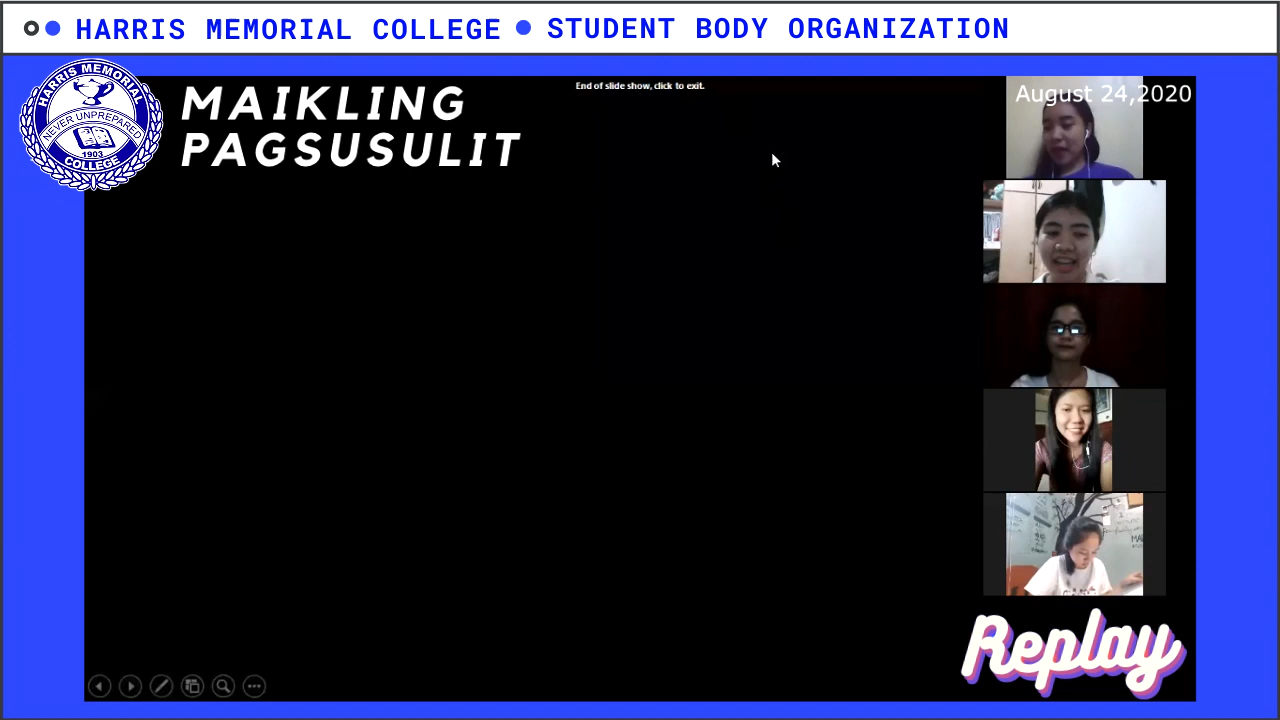 HARRIS MEMORIAL COLLEGE STUDENT BODY ORGANIZATION
HARRIS MEMORIAL
NEVER UNPREPARED
1903
COLLEGE
MAIKLING
PAGSUSULIT
End of slide show, click to exit.
August 24,2020
Replay